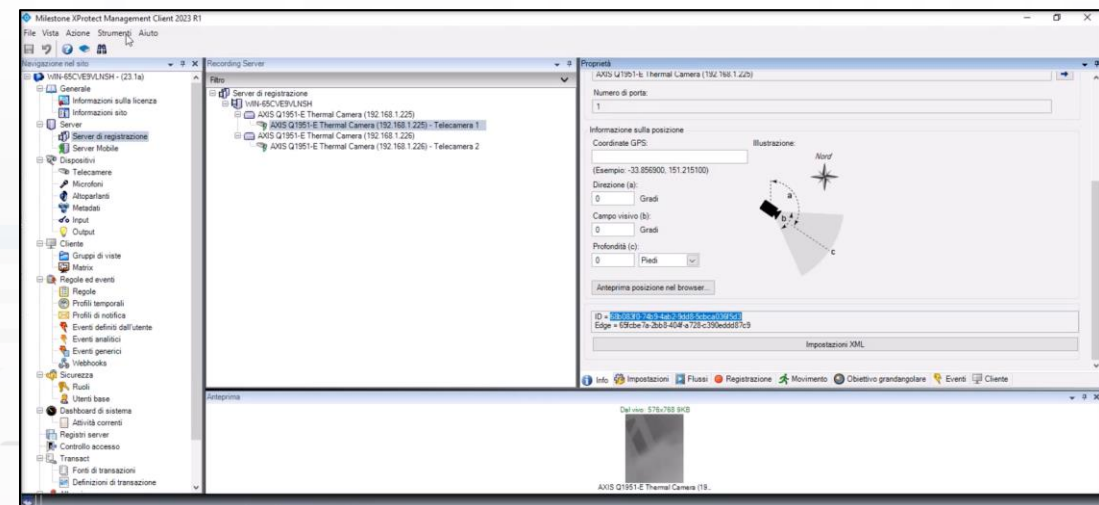 Milestone XProtect Management Client 2023 R1
File Vista Azione Strumenti Aiuto
Navigazione nel sito
WIN-65CVE9VLNSH - (23.1a)
Generale
Informazioni sulla licenza
Informazioni sito
Server
Server di registrazione
Server Mobile
Dispositivi
Telecamere
Microfoni
Altoparlanti
Metadati
Input
Output
Cliente
Gruppi di viste
Matrix
Regole ed eventi
Regole
Profili temporali
Profili di notifica
Eventi definiti dall'utente
Eventi analitici
Eventi generici
Webhooks
Sicurezza
Ruoli
Utenti base
Dashboard di sistema
Attività correnti
Registri server
Controllo accesso
Transact
Fonti di transazioni
Definizioni di transazione
Recording Server
Filtro
Server di registrazione
WIN-65CVE9VLNSH
AXIS Q1951-E Thermal Camera (192.168.1.225)
AXIS Q1951-E Thermal Camera (192.168.1.225) - Telecamera 1
AXIS Q1951-E Thermal Camera (192.168.1.226)
AXIS Q1951-E Thermal Camera (192.168.1.226) - Telecamera 2
Proprietà
AXIS Q1951-E Thermal Camera (192.168.1.225)
Numero di porta:
1
Informazione sulla posizione
Coordinate GPS:
Illustrazione:
(Esempio: -33.856900, 151.215100)
Direzione (a):
0 Gradi
Campo visivo (b):
0 Gradi
Profondità (c):
0 Piedi
Nord
a
b
c
Anteprima posizione nel browser...
ID =
Edge =
Impostazioni XML
Info Impostazioni Flussi Registrazione Movimento Obiettivo grandangolare Eventi Cliente
Anteprima
Dal vivo: 576x768 9KB
AXIS Q1951-E Thermal Camera (19...